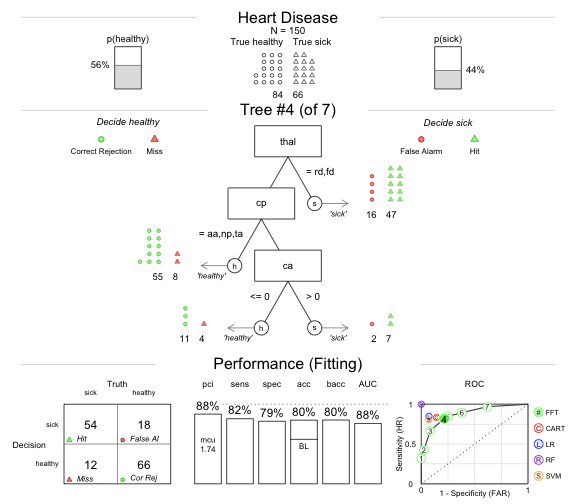 Heart Disease
N = 150
p(healthy)
True healthy True sick
p(sick)
56%
44%
84 66
Tree #4 (of 7)
Decide healthy
Decide sick
Correct Rejection Miss
False Alarm Hit
thal
= rd,fd
s
'sick'
16 47
cp
= aa,np,ta
h
'healthy'
55 8
ca
<= 0 > 0
h
'healthy'
s
'sick'
11 4
2 7
Performance (Fitting)
Truth
sick healthy
Decision
sick
54 18
Hit False Al
healthy
12 66
Miss Cor Rej
pci sens spec acc bacc AUC
88% 82% 79% 80% 80% 88%
mcu
1.74
BL
ROC
Sensitivity (HR)
1
0.5
0
0 1
1 - Specificity (FAR)
1
2
3
4
6
7
# FFT
C CART
L LR
R RF
S SVM